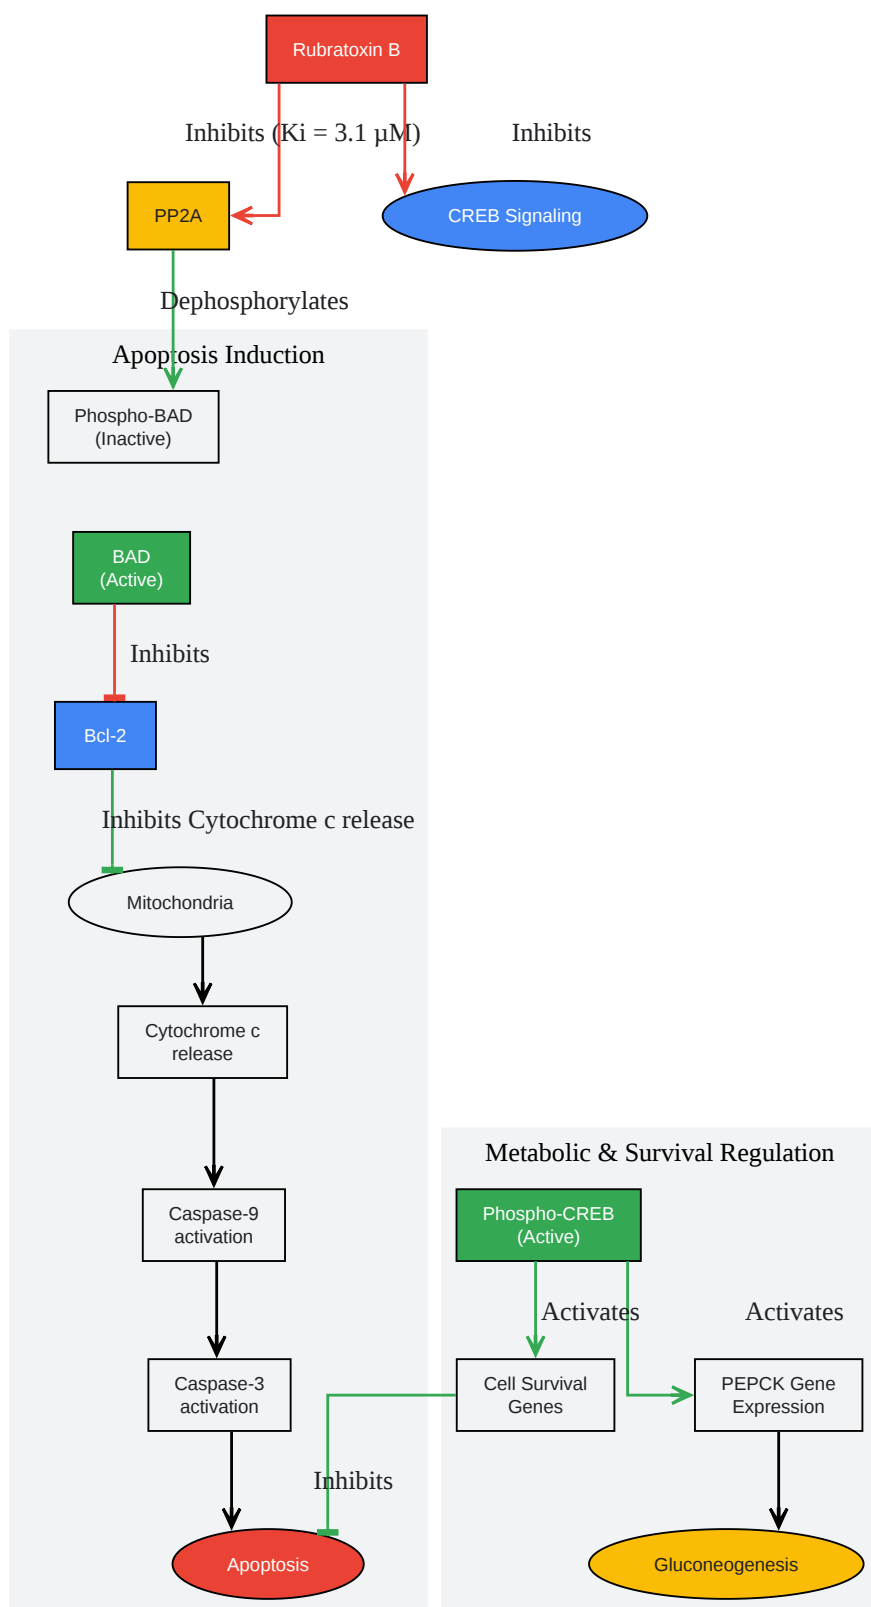 Rubratoxin B
Inhibits (Ki = 3.1 µM)
Inhibits
PP2A
CREB Signaling
Dephosphorylates
Apoptosis Induction
Phospho-BAD
(Inactive)
BAD
(Active)
Inhibits
Bcl-2
Inhibits Cytochrome c release
Mitochondria
Cytochrome c
release
Caspase-9
activation
Caspase-3
activation
Inhibits
Apoptosis
Metabolic & Survival Regulation
Phospho-CREB
(Active)
Activates
Activates
Cell Survival
Genes
PEPCK Gene
Expression
Gluconeogenesis